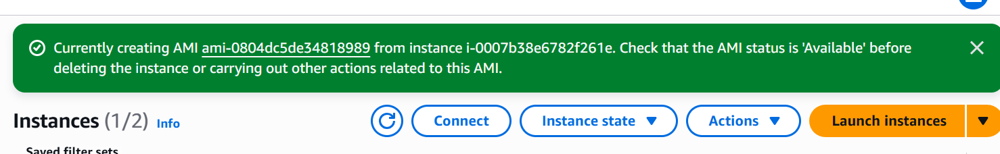 Currently creating AMI ami-0804dc5de34818989 from instance i-0007b38e6782f261e. Check that the AMI status is 'Available' before
deleting the instance or carrying out other actions related to this AMI.
Instances (1/2) Info Connect Instance state Actions Launch instances
Saved filter sets